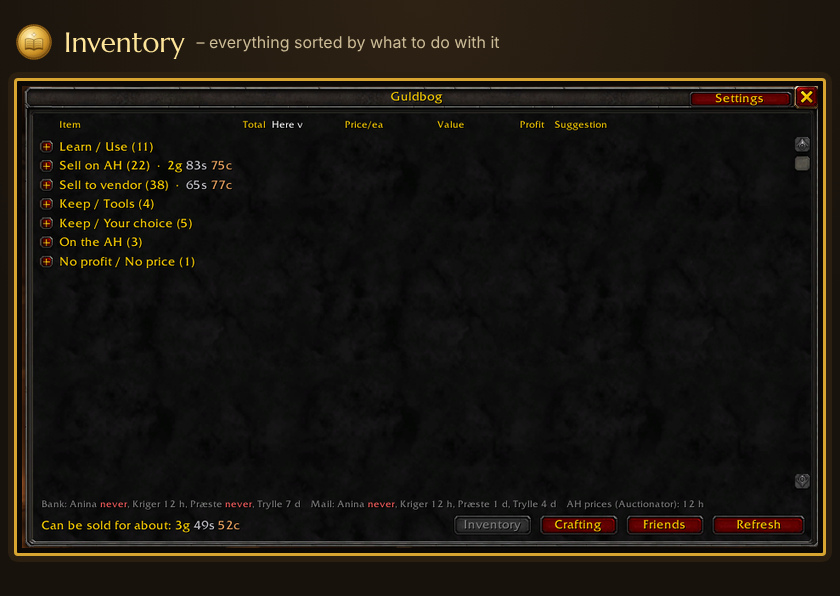 Inventory – everything sorted by what to do with it
Guldbog
Settings
Item Total Here v Price/ea Value Profit Suggestion
Learn / Use (11)
Sell on AH (22) · 2g 83s 75c
Sell to vendor (38) · 65s 77c
Keep / Tools (4)
Keep / Your choice (5)
On the AH (3)
No profit / No price (1)
Bank: Anina never, Kriger 12 h, Præste never, Trylle 7 d Mail: Anina never, Kriger 12 h, Præste 1 d, Trylle 4 d AH prices (Auctionator): 12 h
Can be sold for about: 3g 49s 52c
Inventory Crafting Friends Refresh